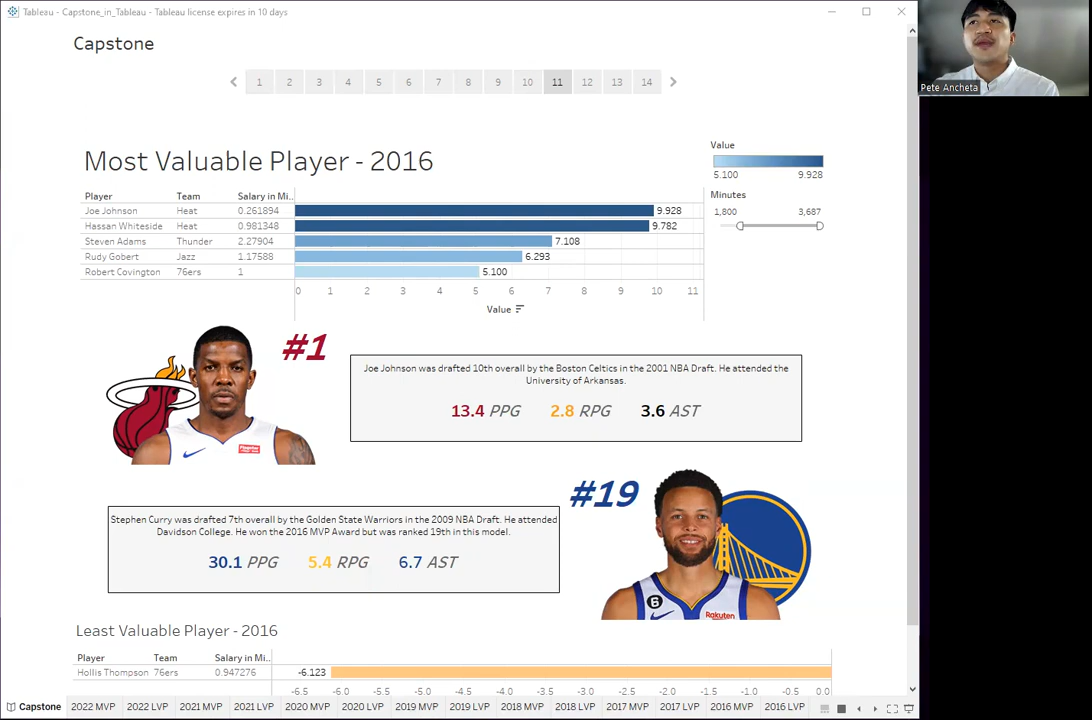 Tableau - Capstone_in_Tableau - Tableau license expires in 10 days
Pete Ancheta
Capstone
1 2 3 4 5 6 7 8 9 10 11 12 13 14
Most Valuable Player - 2016
Value
5.100 9.928
Minutes
1,800 3,687
Player Team Salary in Mi..
Joe Johnson Heat 0.261894 9.928
Hassan Whiteside Heat 0.981348 9.782
Steven Adams Thunder 2.27904 7.108
Rudy Gobert Jazz 1.17588 6.293
Robert Covington 76ers 1 5.100
0 1 2 3 4 5 6 7 8 9 10 11
Value
#1
Joe Johnson was drafted 10th overall by the Boston Celtics in the 2001 NBA Draft. He attended the
University of Arkansas.
13.4 PPG 2.8 RPG 3.6 AST
#19
Stephen Curry was drafted 7th overall by the Golden State Warriors in the 2009 NBA Draft. He attended
Davidson College. He won the 2016 MVP Award but was ranked 19th in this model.
30.1 PPG 5.4 RPG 6.7 AST
6
Rakuten
Least Valuable Player - 2016
Player Team Salary in Mi..
Hollis Thompson 76ers 0.947276 -6.123
-6.5 -6.0 -5.5 -5.0 -4.5 -4.0 -3.5 -3.0 -2.5 -2.0 -1.5 -1.0 -0.5 0.0
Capstone 2022 MVP 2022 LVP 2021 MVP 2021 LVP 2020 MVP 2020 LVP 2019 MVP 2019 LVP 2018 MVP 2018 LVP 2017 MVP 2017 LVP 2016 MVP 2016 LVP